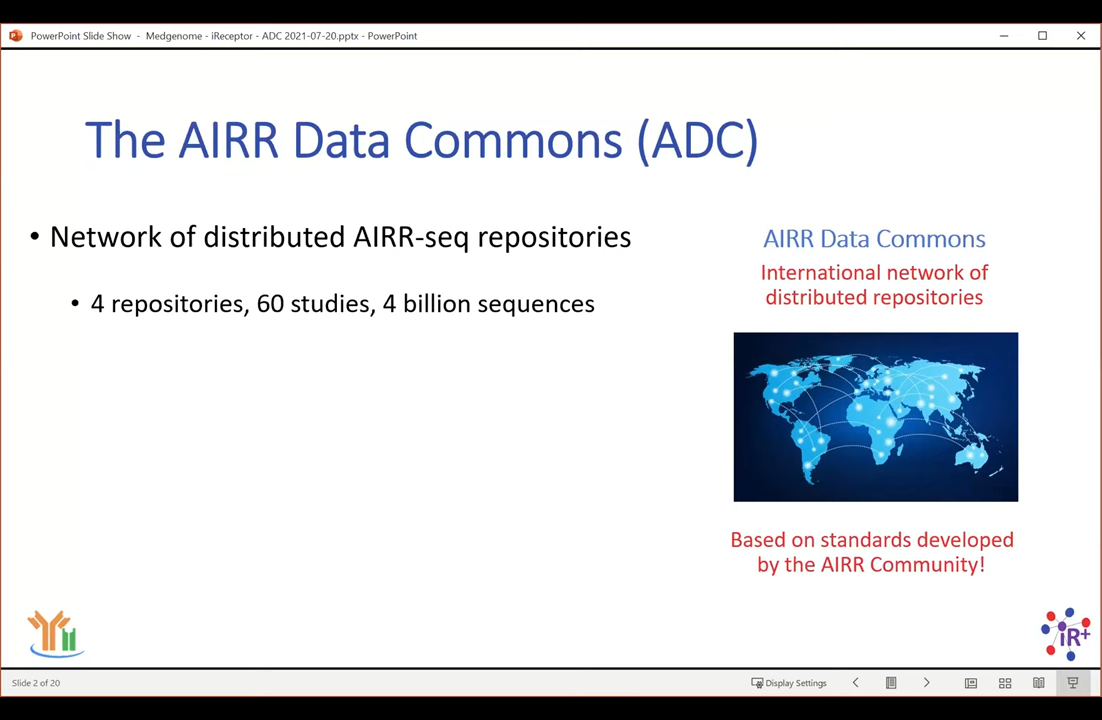 PowerPoint Slide Show - Medgenome - iReceptor - ADC 2021-07-20.pptx - PowerPoint
The AIRR Data Commons (ADC)
• Network of distributed AIRR-seq repositories
• 4 repositories, 60 studies, 4 billion sequences
AIRR Data Commons
International network of
distributed repositories
Based on standards developed
by the AIRR Community!
iR+
Slide 2 of 20
Display Settings